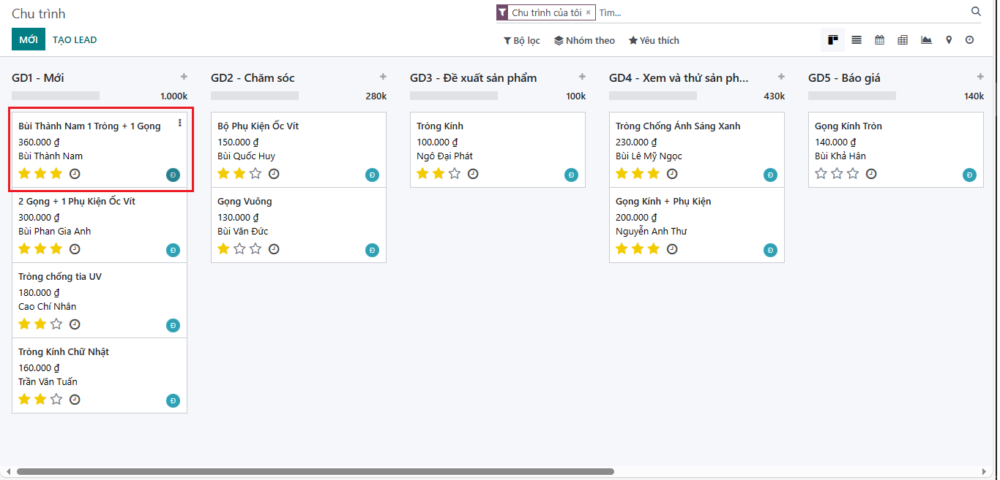 Chu trình
Chu trình của tôi ×
Tìm...
MỚI
TẠO LEAD
Bộ lọc
Nhóm theo
Yêu thích
GD1 - Mới +
1.000k
Bùi Thành Nam 1 Tròng + 1 Gọng
360.000 ₫
Bùi Thành Nam
Đ
2 Gọng + 1 Phụ Kiện Ốc Vít
300.000 ₫
Bùi Phan Gia Anh
Đ
Tròng chống tia UV
180.000 ₫
Cao Chí Nhân
Đ
Tròng Kính Chữ Nhật
160.000 ₫
Trần Văn Tuấn
Đ
GD2 - Chăm sóc +
280k
Bộ Phụ Kiện Ốc Vít
150.000 ₫
Bùi Quốc Huy
Đ
Gọng Vuông
130.000 ₫
Bùi Văn Đức
Đ
GD3 - Đề xuất sản phẩm +
100k
Tròng Kính
100.000 ₫
Ngô Đại Phát
Đ
GD4 - Xem và thử sản ph... +
430k
Tròng Chống Ánh Sáng Xanh
230.000 ₫
Bùi Lê Mỹ Ngọc
Đ
Gọng Kính + Phụ Kiện
200.000 ₫
Nguyễn Anh Thư
Đ
GD5 - Báo giá +
140k
Gọng Kính Tròn
140.000 ₫
Bùi Khả Hân
Đ